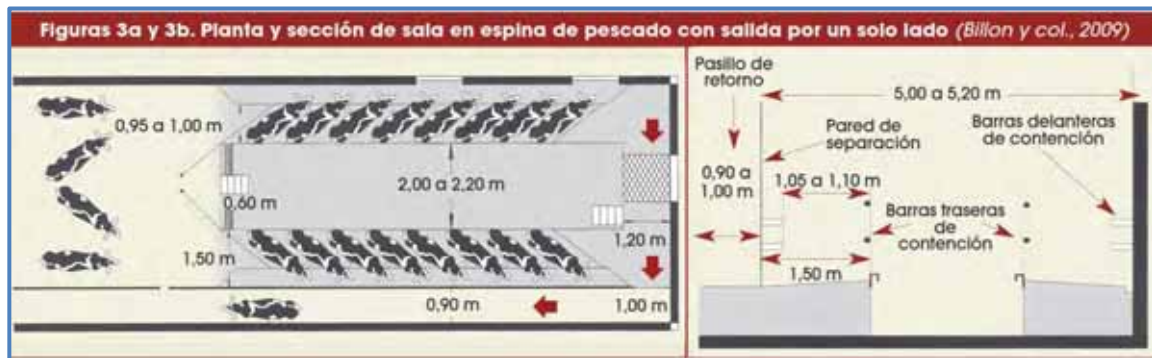 Figuras 3a y 3b. Planta y sección de sala en espina de pescado con salida por un solo lado (Billon y col., 2009)
0,95 a 1,00 m
2,00 a 2,20 m
0,60 m
1,50 m
1,20 m
0,90 m
1,00 m
Pasillo de
retorno
5,00 a 5,20 m
Pared de
separación
Barras delanteras
de contención
0,90 a
1,00 m
1,05 a 1,10 m
Barras traseras
de
contención
1,50 m